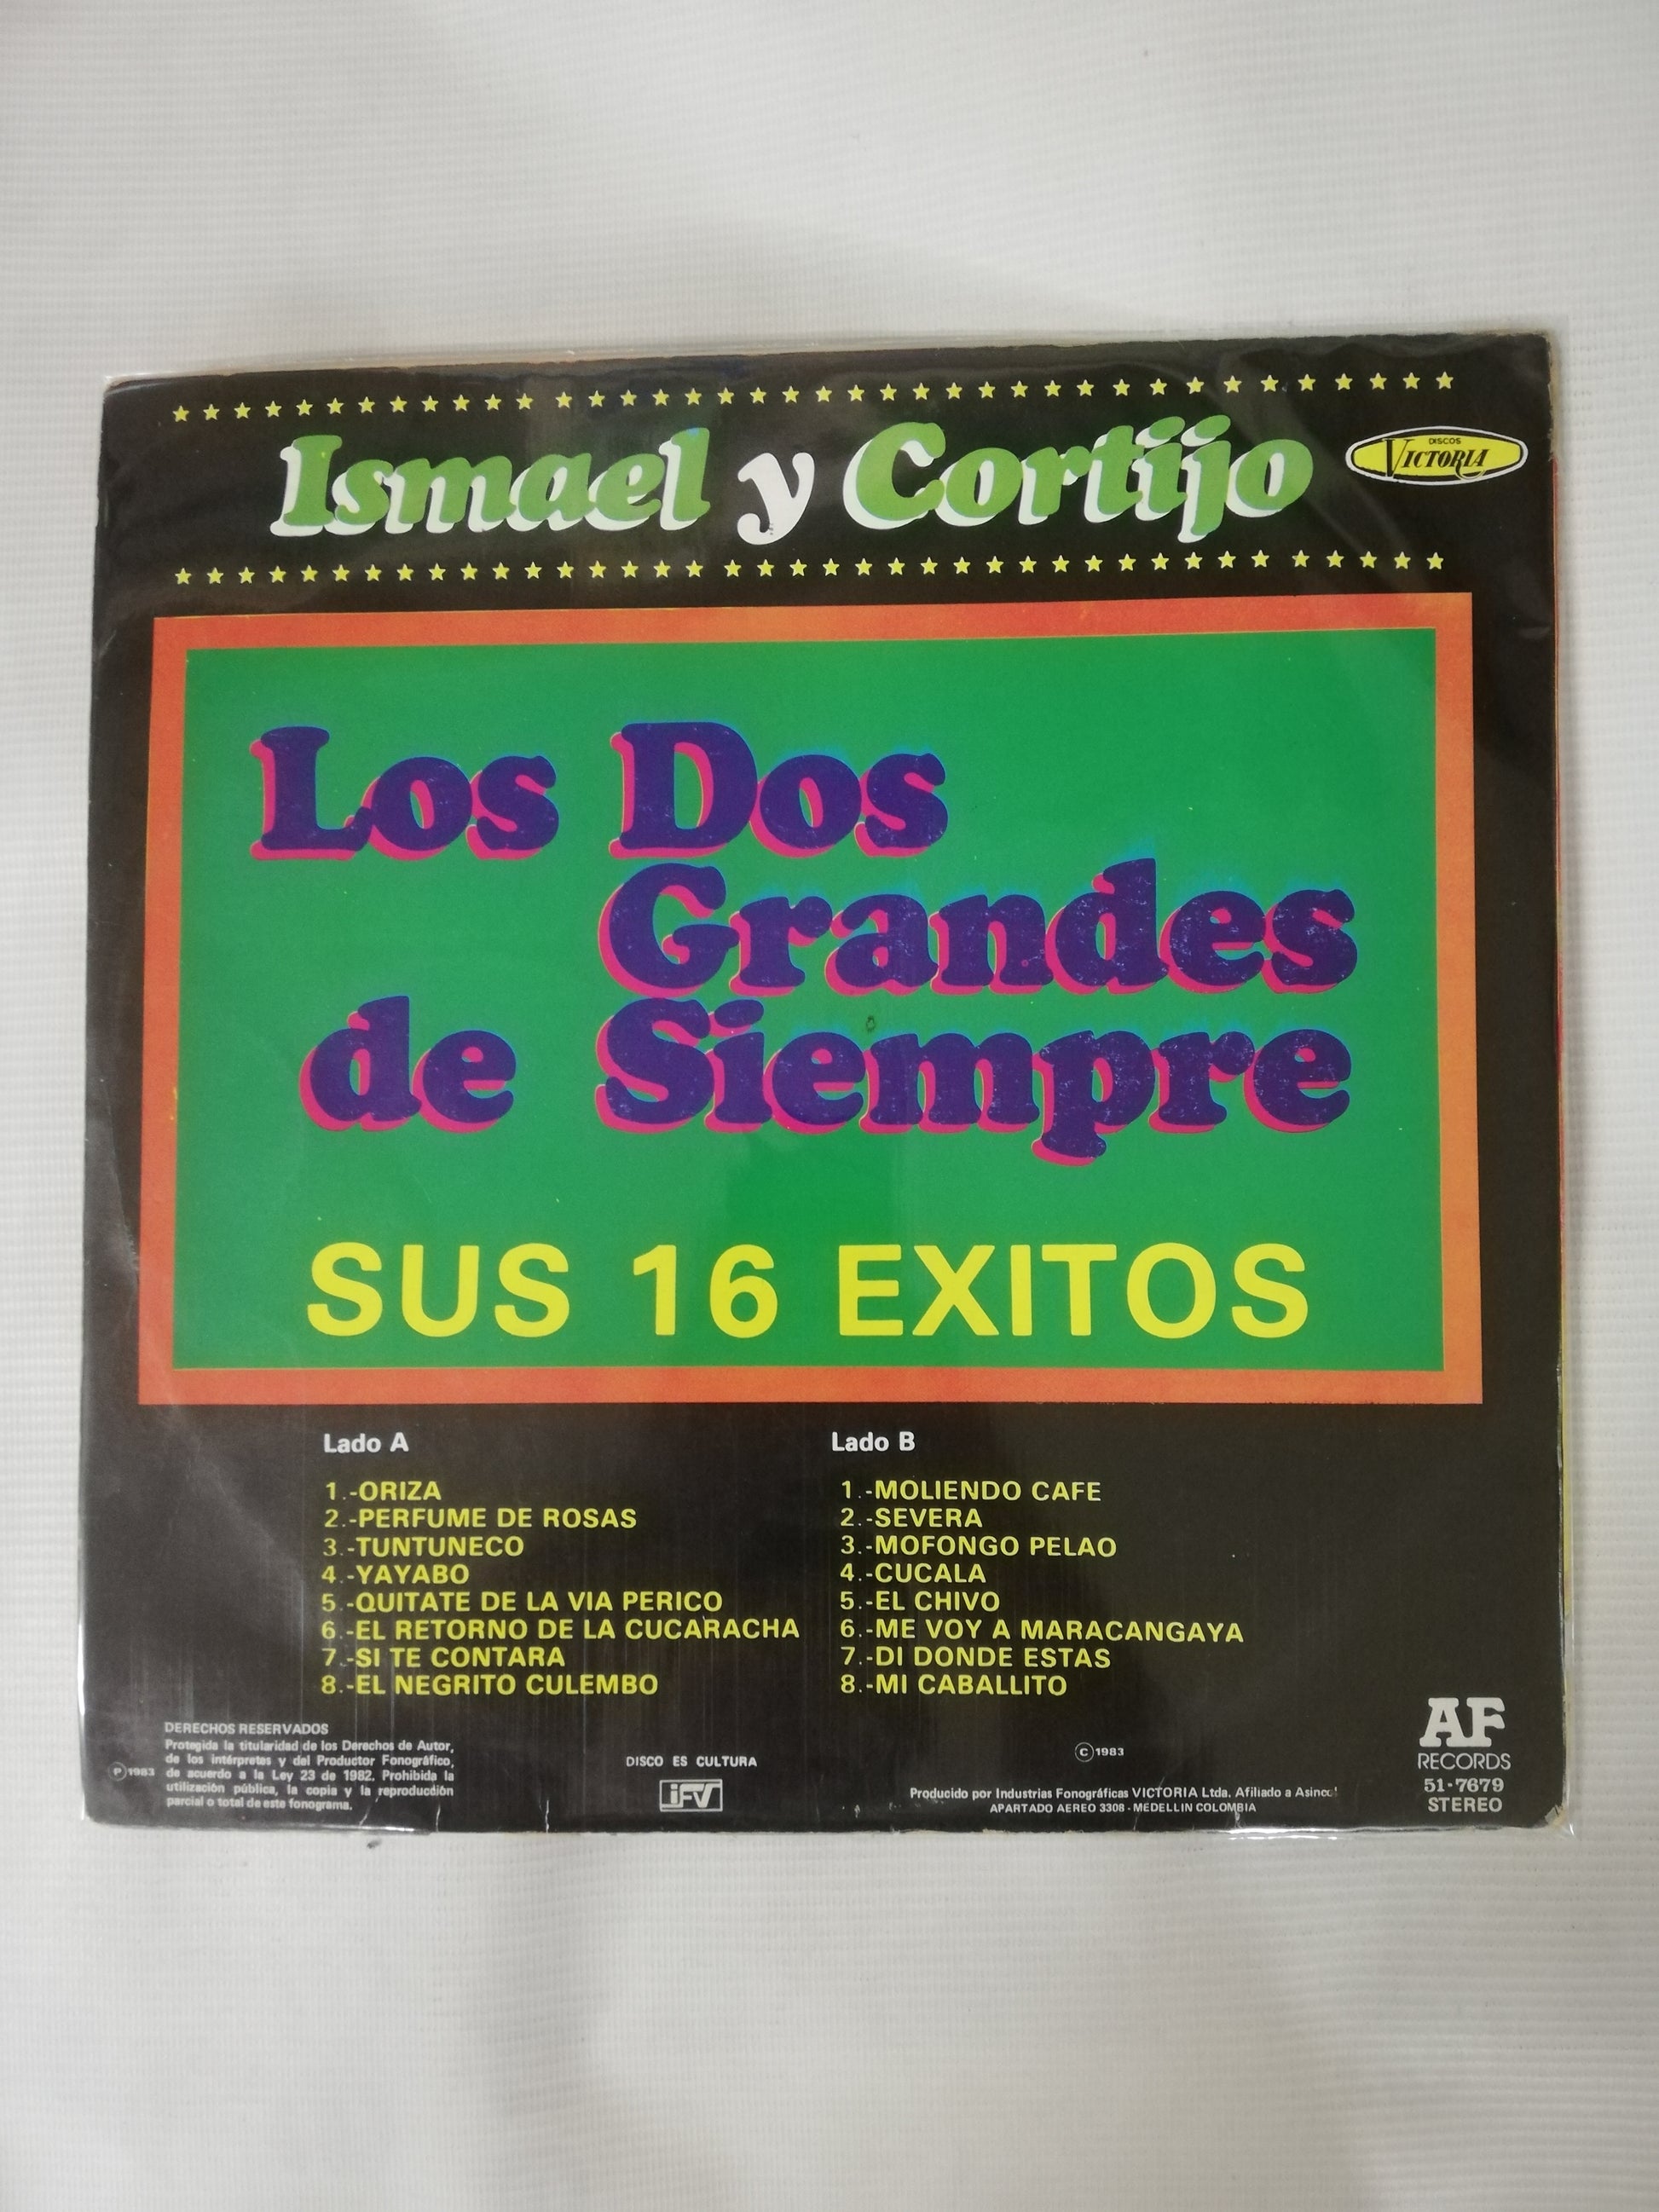 Ismael y Cortijo
DISCOS
VICTORIA
Los Dos
Grandes
de Siempre
SUS 16 EXITOS
Lado A
1.-ORIZA
2.-PERFUME DE ROSAS
3.-TUNTUNECO
4.-YAYABO
5.-QUITATE DE LA VIA PERICO
6.-EL RETORNO DE LA CUCARACHA
7.-SI TE CONTARA
8.-EL NEGRITO CULEMBO
Lado B
1.-MOLIENDO CAFE
2.-SEVERA
3.-MOFONGO PELAO
4.-CUCALA
5.-EL CHIVO
6.-ME VOY A MARACANGAYA
7.-DI DONDE ESTAS
8.-MI CABALLITO
DERECHOS RESERVADOS
Protegida la titularidad de los Derechos de Autor,
de los intérpretes y del Productor Fonográfico,
℗1983 de acuerdo a la Ley 23 de 1982. Prohibida la
utilización pública, la copia y la reproducción
parcial o total de este fonograma.
DISCO ES CULTURA
IFV
©1983
Producido por Industrias Fonográficas VICTORIA Ltda. Afiliado a Asincol
APARTADO AEREO 3308 - MEDELLIN COLOMBIA
AF
RECORDS
51-7679
STEREO